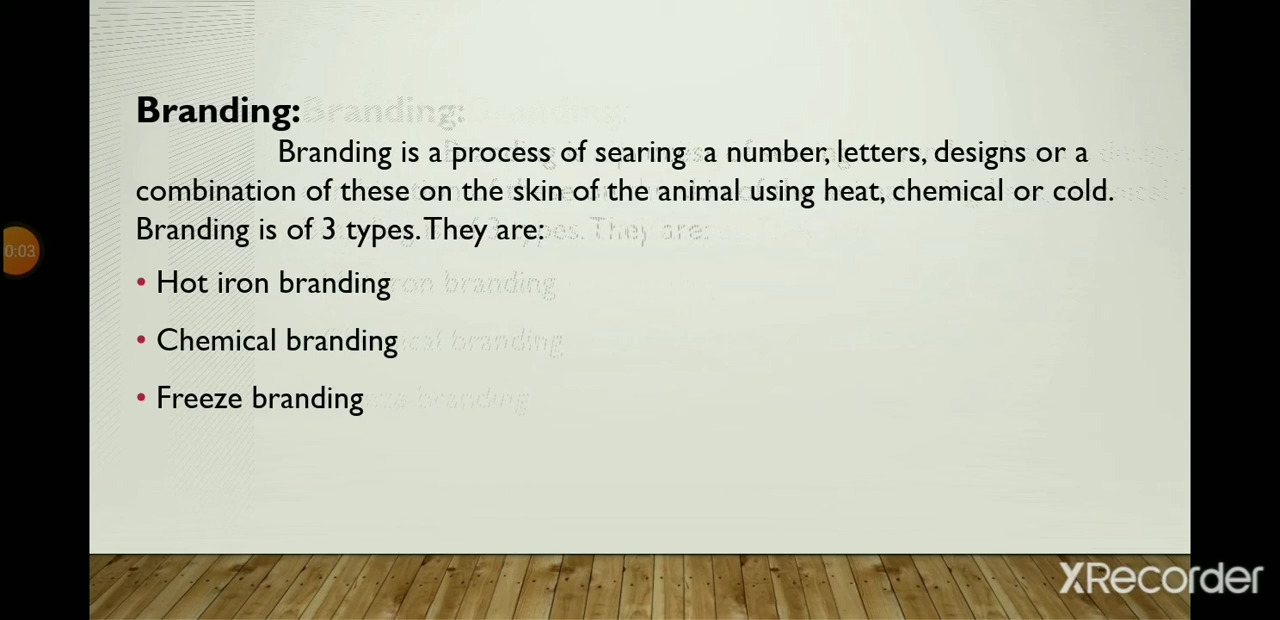 Branding:
Branding is a process of searing a number, letters, designs or a
combination of these on the skin of the animal using heat, chemical or cold.
Branding is of 3 types. They are:
• Hot iron branding
• Chemical branding
• Freeze branding
0:03
XRecorder